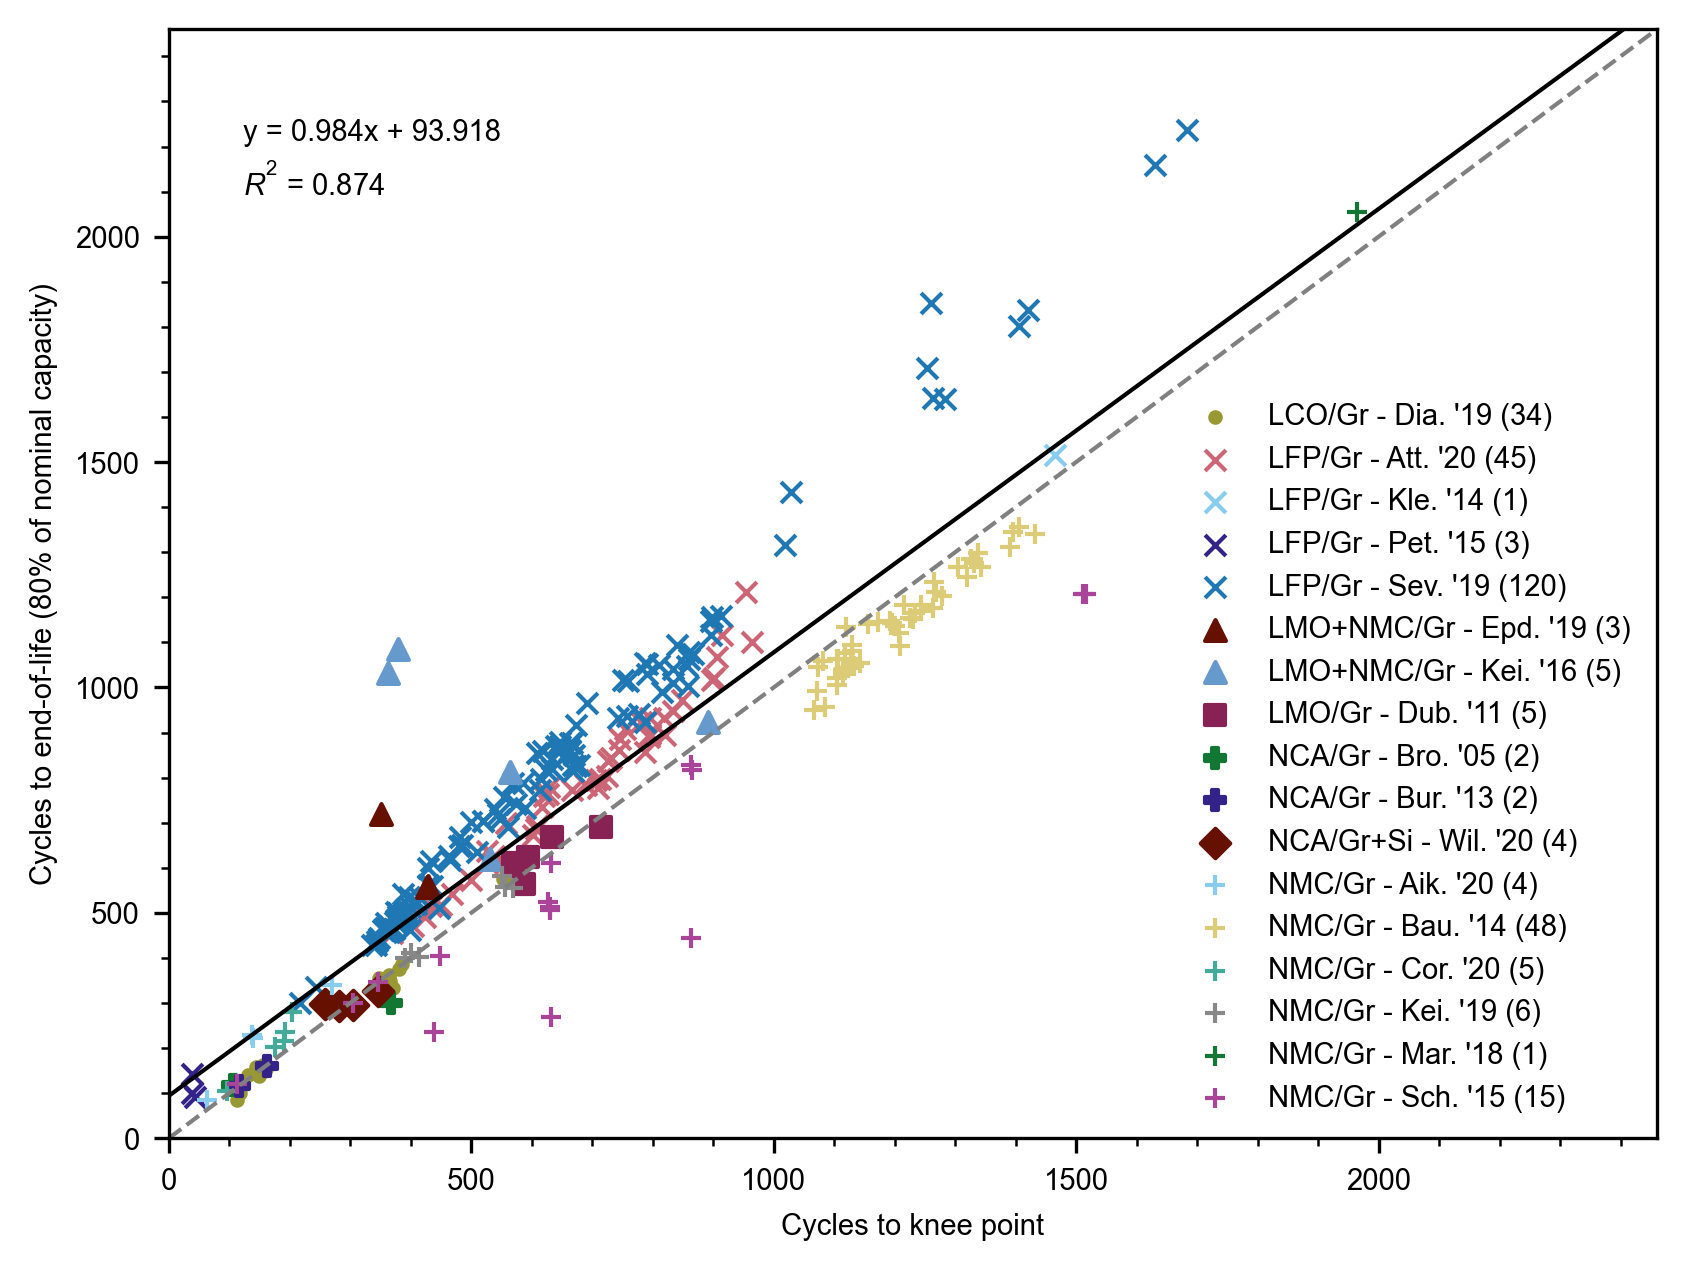 y = 0.984x + 93.918
R² = 0.874
Cycles to end-of-life (80% of nominal capacity)
2000
1500
1000
500
0
LCO/Gr - Dia. '19 (34)
LFP/Gr - Att. '20 (45)
LFP/Gr - Kle. '14 (1)
LFP/Gr - Pet. '15 (3)
LFP/Gr - Sev. '19 (120)
LMO+NMC/Gr - Epd. '19 (3)
LMO+NMC/Gr - Kei. '16 (5)
LMO/Gr - Dub. '11 (5)
NCA/Gr - Bro. '05 (2)
NCA/Gr - Bur. '13 (2)
NCA/Gr+Si - Wil. '20 (4)
NMC/Gr - Aik. '20 (4)
NMC/Gr - Bau. '14 (48)
NMC/Gr - Cor. '20 (5)
NMC/Gr - Kei. '19 (6)
NMC/Gr - Mar. '18 (1)
NMC/Gr - Sch. '15 (15)
0 500 1000 1500 2000
Cycles to knee point